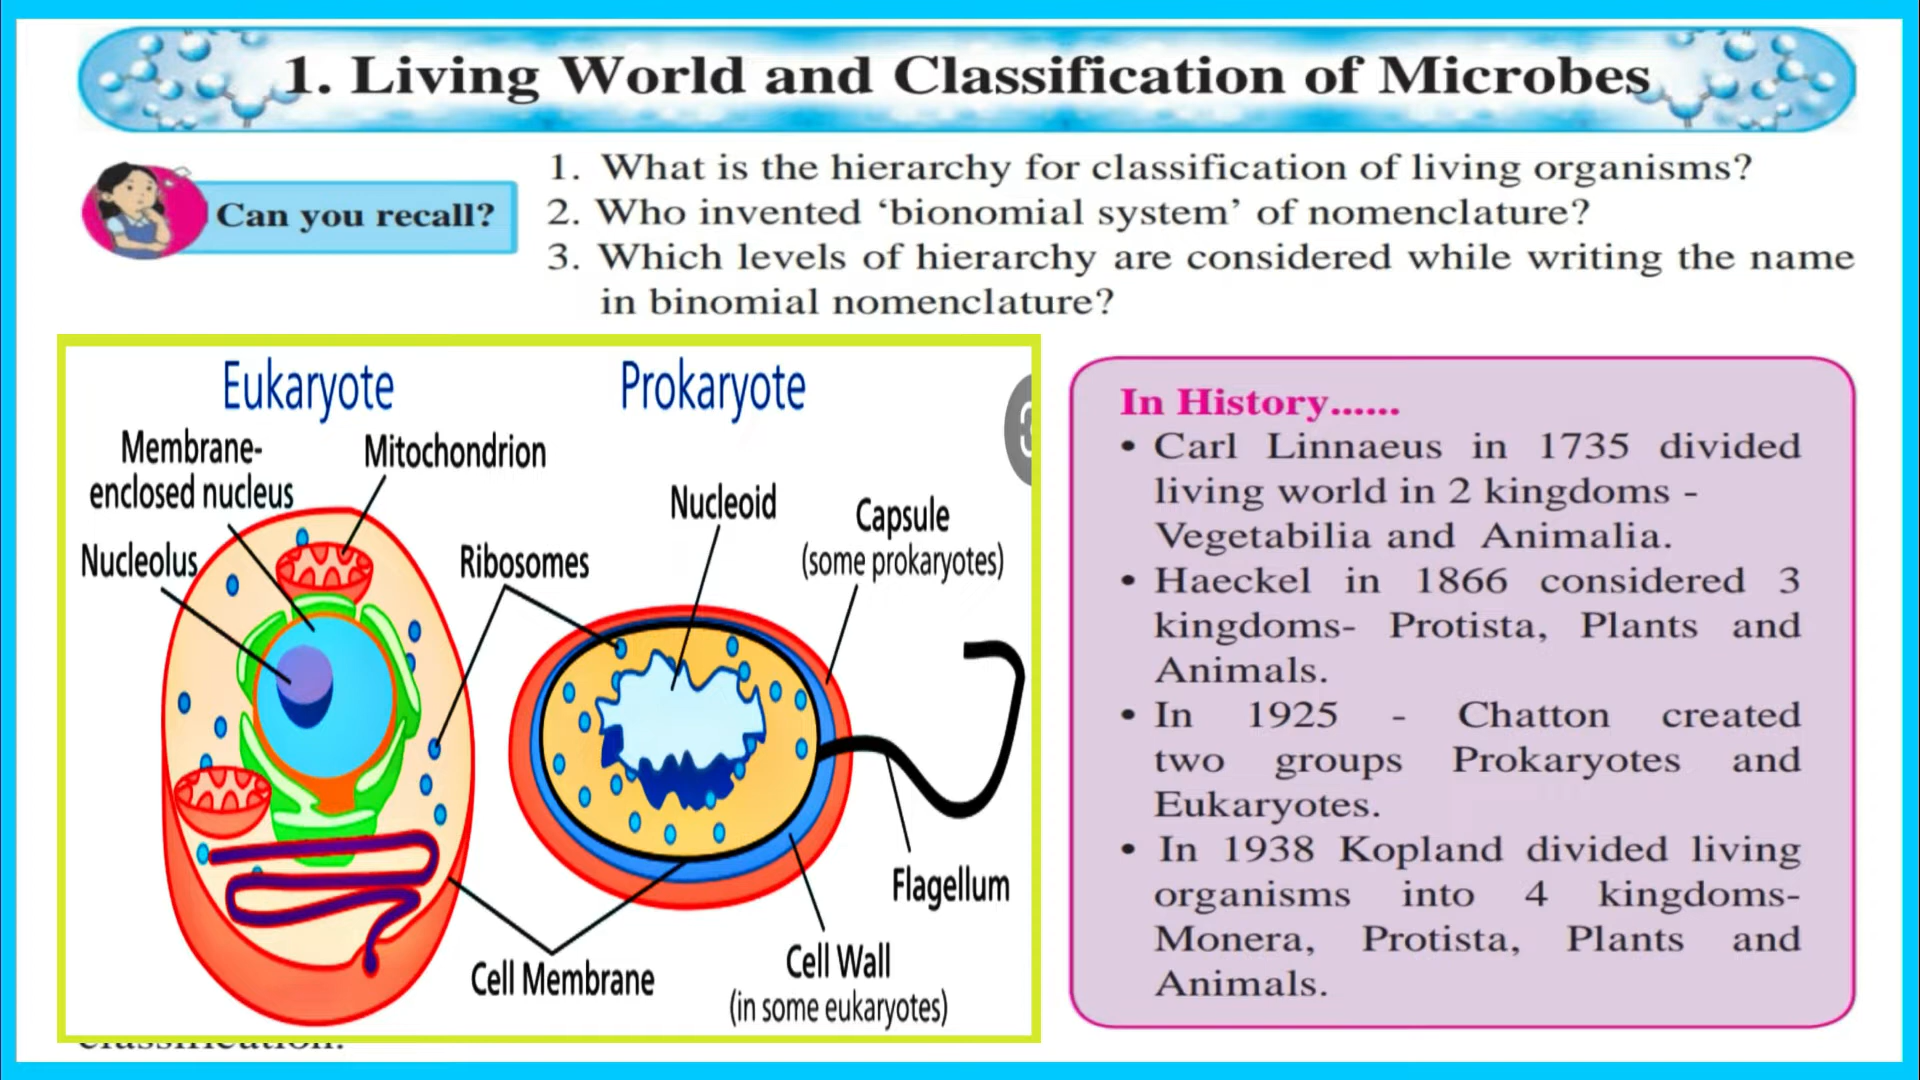 1. Living World and Classification of Microbes
Can you recall?
1. What is the hierarchy for classification of living organisms?
2. Who invented ‘bionomial system’ of nomenclature?
3. Which levels of hierarchy are considered while writing the name
in binomial nomenclature?
Eukaryote
Prokaryote
Membrane-
enclosed nucleus
Mitochondrion
Nucleolus
Ribosomes
Nucleoid
Capsule
(some prokaryotes)
Flagellum
Cell Membrane
Cell Wall
(in some eukaryotes)
In History......
• Carl Linnaeus in 1735 divided
living world in 2 kingdoms -
Vegetabilia and Animalia.
• Haeckel in 1866 considered 3
kingdoms- Protista, Plants and
Animals.
• In 1925 - Chatton created
two groups Prokaryotes and
Eukaryotes.
• In 1938 Kopland divided living
organisms into 4 kingdoms-
Monera, Protista, Plants and
Animals.
classification.